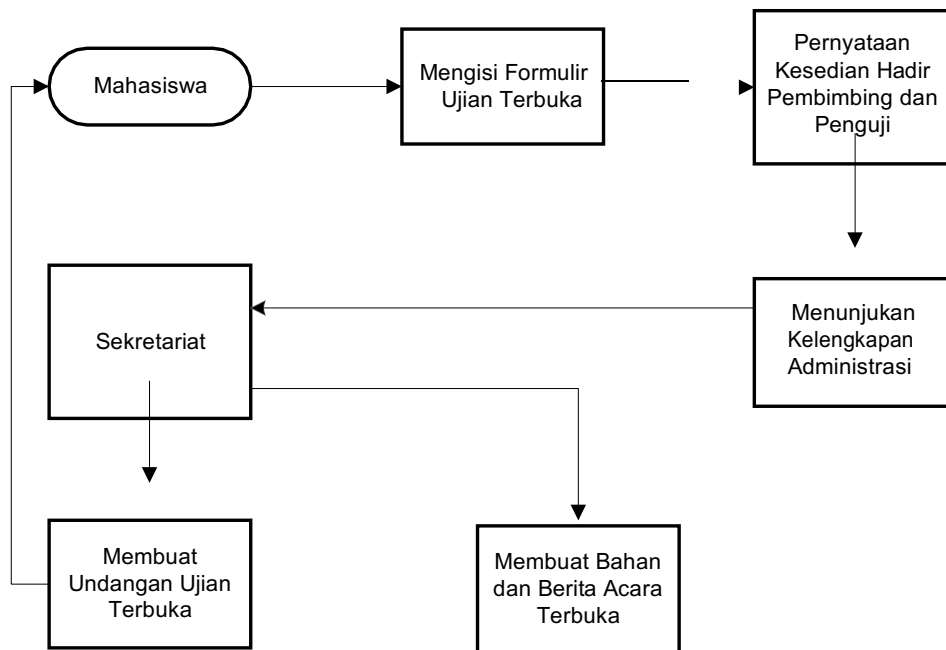 Mahasiswa
Mengisi Formulir
Ujian Terbuka
Pernyataan
Kesedian Hadir
Pembimbing dan
Penguji
Menunjukan
Kelengkapan
Administrasi
Sekretariat
Membuat
Undangan Ujian
Terbuka
Membuat Bahan
dan Berita Acara
Terbuka